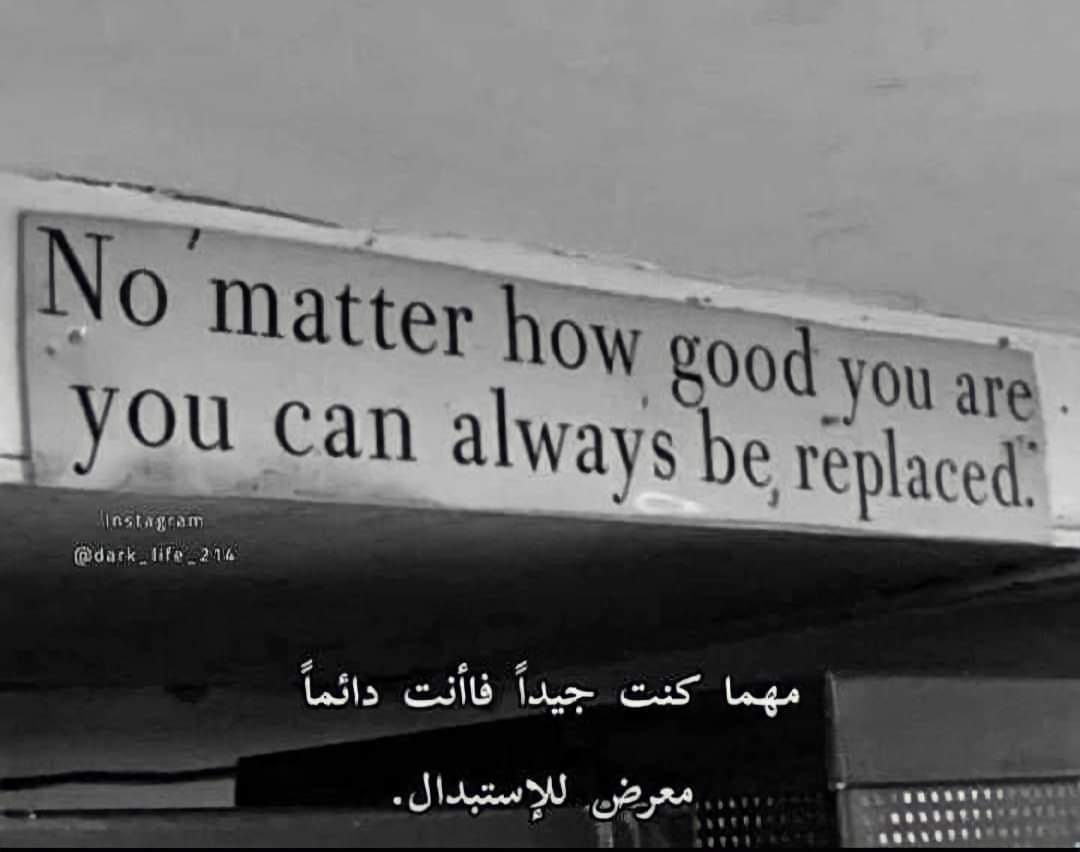 No matter how good you are
you can always be replaced.
Instagram
@dark_life_214
مهما كنت جيداً فاأنت دائماً
معرض للإستبدال.